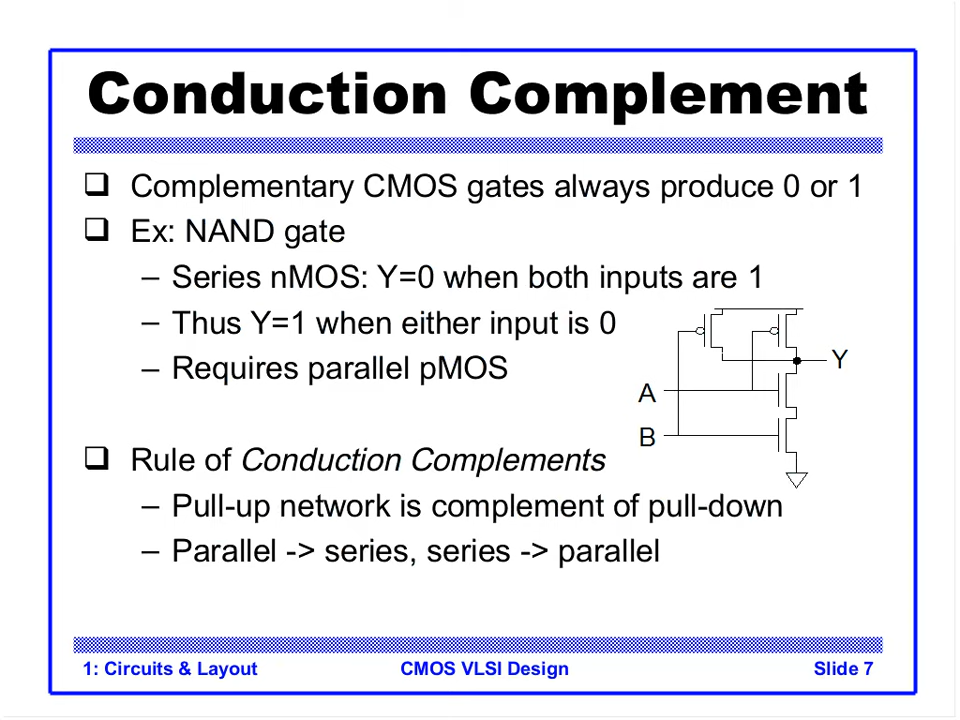 Conduction Complement
❑ Complementary CMOS gates always produce 0 or 1
❑ Ex: NAND gate
– Series nMOS: Y=0 when both inputs are 1
– Thus Y=1 when either input is 0
– Requires parallel pMOS
Y
A
B
❑ Rule of Conduction Complements
– Pull-up network is complement of pull-down
– Parallel -> series, series -> parallel
1: Circuits & Layout
CMOS VLSI Design
Slide 7